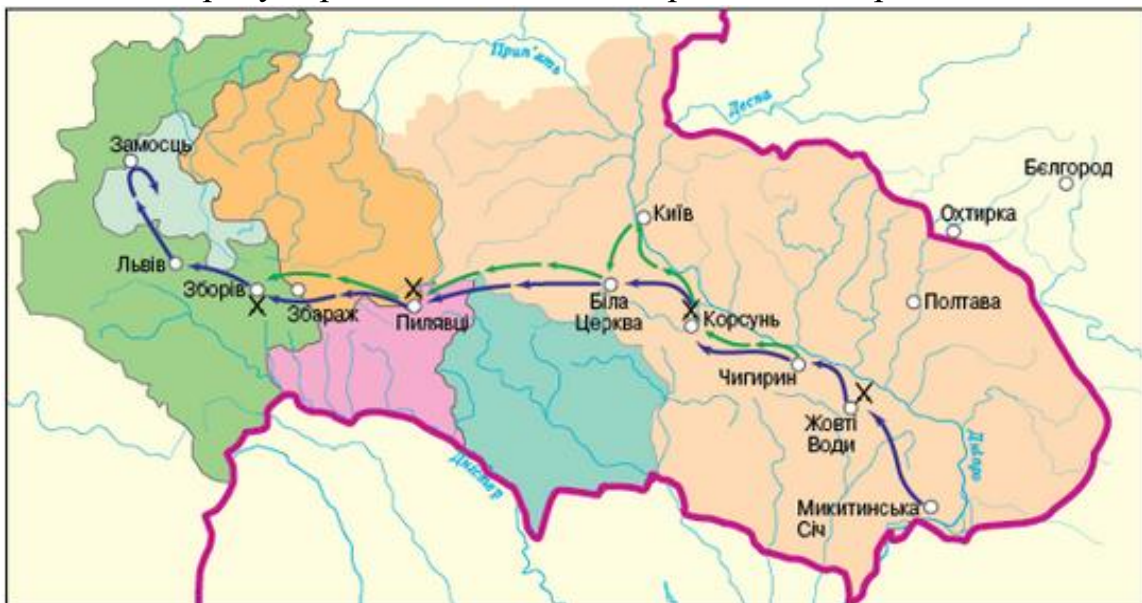 Прип'ять
Десна
Замосць
Бєлгород
Київ
Охтирка
Львів
Зборів
Збараж
Пилявці
Біла
Церква
Корсунь
Полтава
Чигирин
Жовті
Води
Дніпро
Дністер
Микитинська
Січ